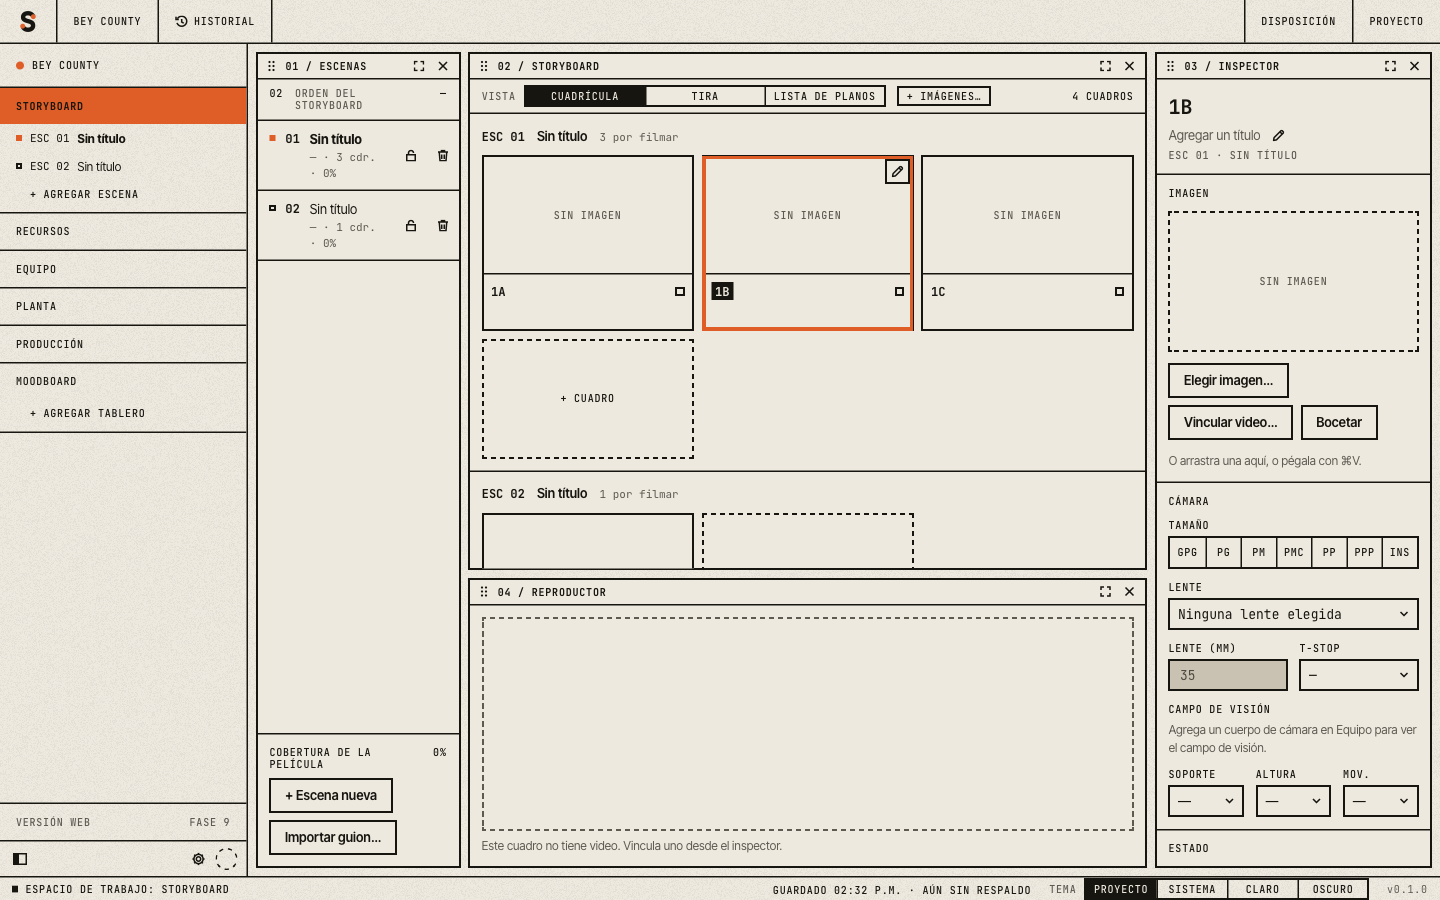 S
BEY COUNTY
HISTORIAL
DISPOSICIÓN
PROYECTO
BEY COUNTY
STORYBOARD
ESC 01 Sin título
ESC 02 Sin título
+ AGREGAR ESCENA
RECURSOS
EQUIPO
PLANTA
PRODUCCIÓN
MOODBOARD
+ AGREGAR TABLERO
VERSIÓN WEB
FASE 9
01 / ESCENAS
02 ORDEN DEL
STORYBOARD
—
01 Sin título
— · 3 cdr.
· 0%
02 Sin título
— · 1 cdr.
· 0%
COBERTURA DE LA
PELÍCULA
0%
+ Escena nueva
Importar guion...
02 / STORYBOARD
VISTA
CUADRÍCULA
TIRA
LISTA DE PLANOS
+ IMÁGENES…
4 CUADROS
ESC 01 Sin título 3 por filmar
SIN IMAGEN
SIN IMAGEN
SIN IMAGEN
1A
1B
1C
+ CUADRO
ESC 02 Sin título 1 por filmar
04 / REPRODUCTOR
Este cuadro no tiene video. Vincula uno desde el inspector.
03 / INSPECTOR
1B
Agregar un título
ESC 01 · SIN TÍTULO
IMAGEN
SIN IMAGEN
Elegir imagen...
Vincular video...
Bocetar
O arrastra una aquí, o pégala con ⌘V.
CÁMARA
TAMAÑO
GPG PG PM PMC PP PPP INS
LENTE
Ninguna lente elegida
LENTE (MM)
T-STOP
35
—
CAMPO DE VISIÓN
Agrega un cuerpo de cámara en Equipo para ver
el campo de visión.
SOPORTE
ALTURA
MOV.
—
—
—
ESTADO
ESPACIO DE TRABAJO: STORYBOARD
GUARDADO 02:32 P.M. · AÚN SIN RESPALDO
TEMA
PROYECTO
SISTEMA
CLARO
OSCURO
v0.1.0